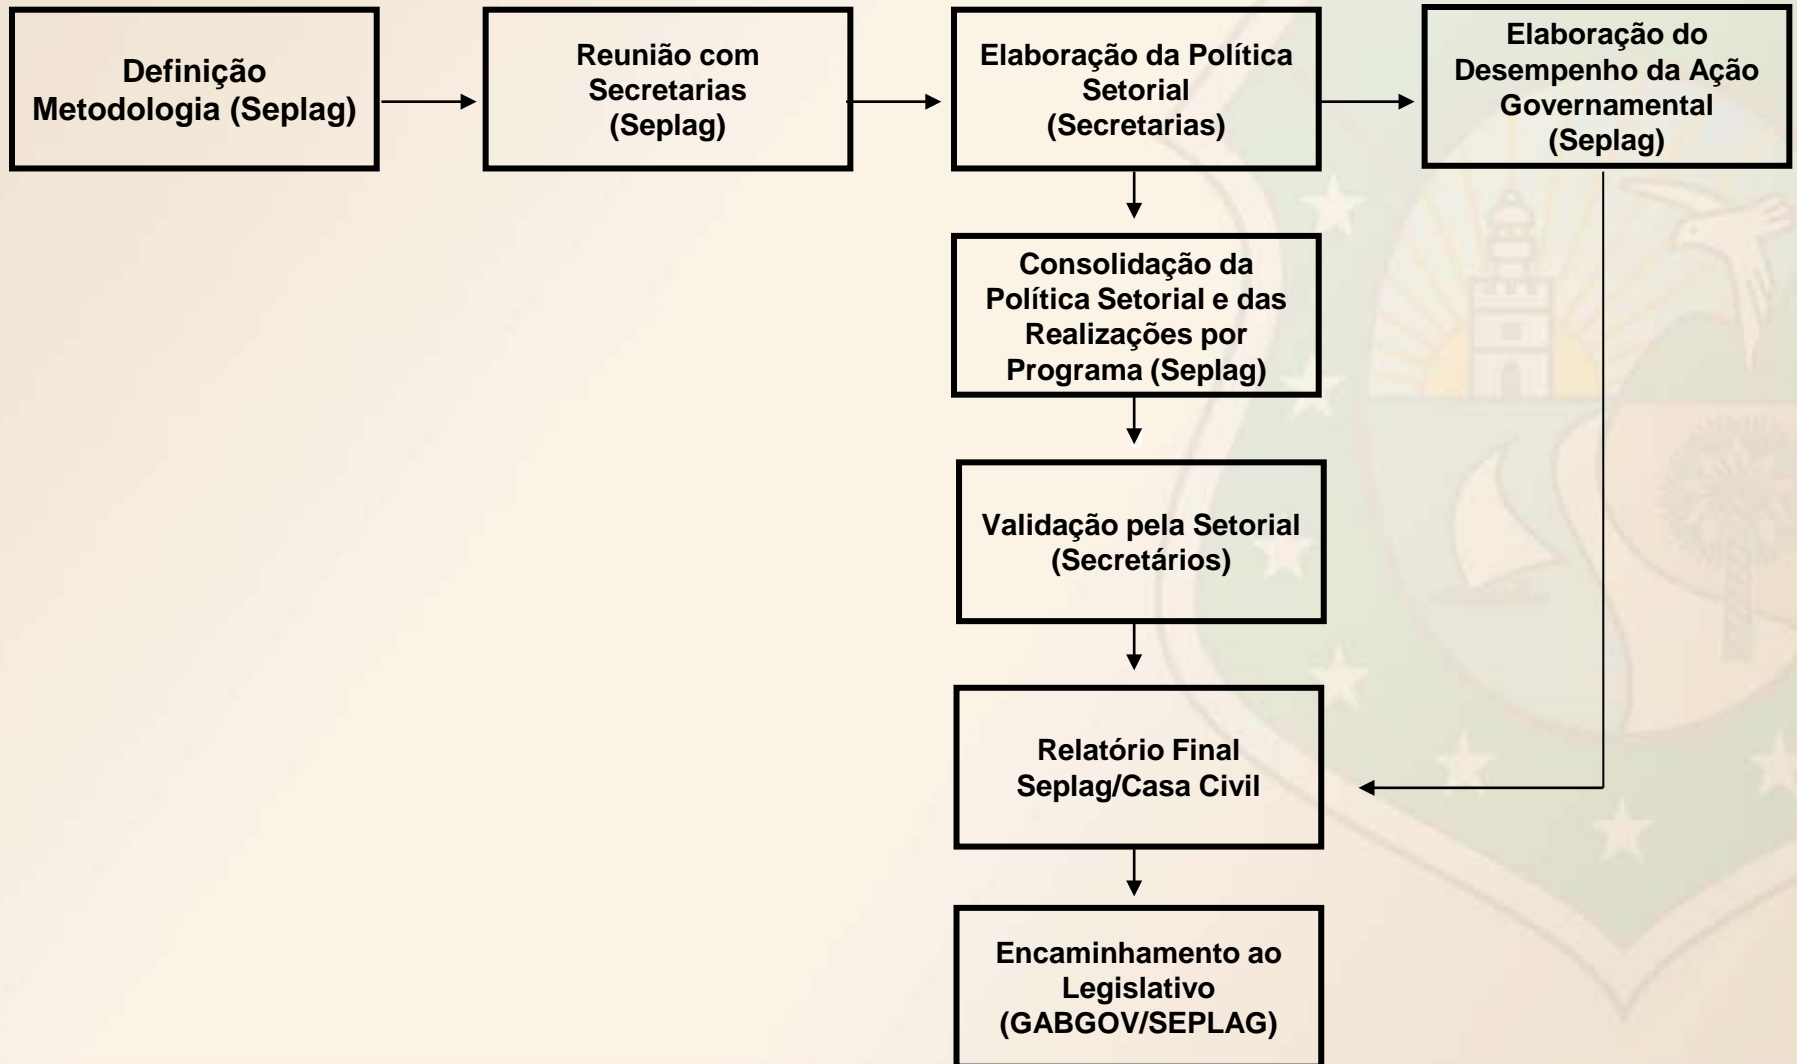 Definição
Metodologia (Seplag)
Reunião com
Secretarias
(Seplag)
Elaboração da Política
Setorial
(Secretarias)
Elaboração do
Desempenho da Ação
Governamental
(Seplag)
Consolidação da
Política Setorial e das
Realizações por
Programa (Seplag)
Validação pela Setorial
(Secretários)
Relatório Final
Seplag/Casa Civil
Encaminhamento ao
Legislativo
(GABGOV/SEPLAG)